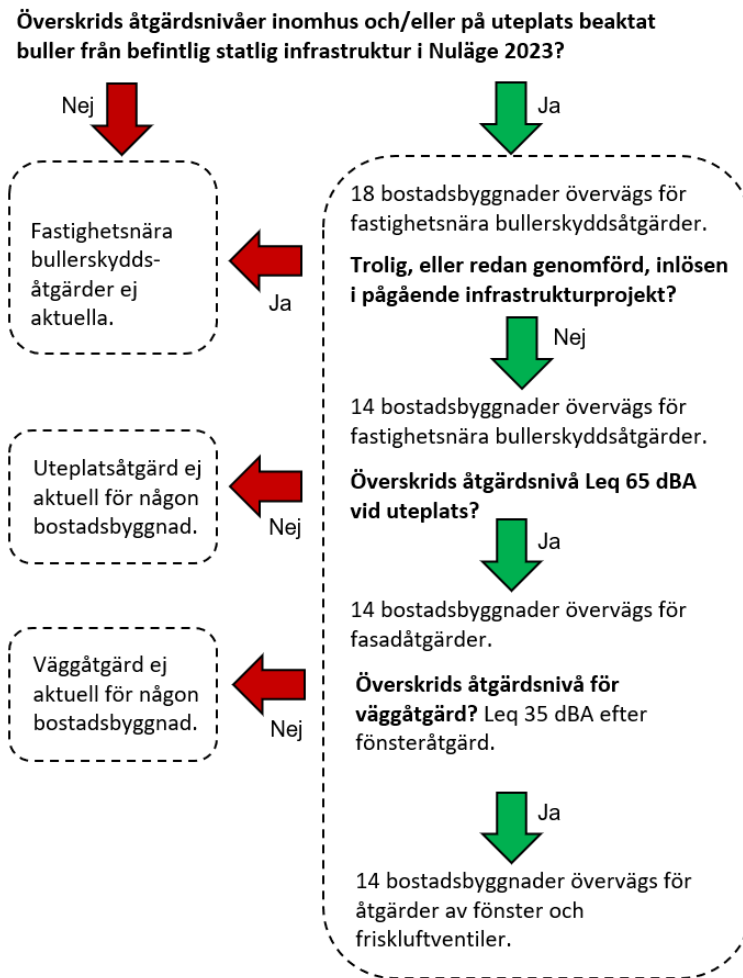 Överskrids åtgärdsnivåer inomhus och/eller på uteplats beaktat
buller från befintlig statlig infrastruktur i Nuläge 2023?
Nej
Ja
Fastighetsnära
bullerskydds-
åtgärder ej
aktuella.
18 bostadsbyggnader övervägs för
fastighetsnära bullerskyddsåtgärder.
Trolig, eller redan genomförd, inlösen
i pågående infrastrukturprojekt?
Ja
Nej
14 bostadsbyggnader övervägs för
fastighetsnära bullerskyddsåtgärder.
Överskrids åtgärdsnivå Leq 65 dBA
vid uteplats?
Uteplatsåtgärd ej
aktuell för någon
bostadsbyggnad.
Nej
Ja
14 bostadsbyggnader övervägs för
fasadåtgärder.
Överskrids åtgärdsnivå för
väggåtgärd? Leq 35 dBA efter
fönsteråtgärd.
Väggåtgärd ej
aktuell för någon
bostadsbyggnad.
Nej
Ja
14 bostadsbyggnader övervägs för
åtgärder av fönster och
friskluftventiler.